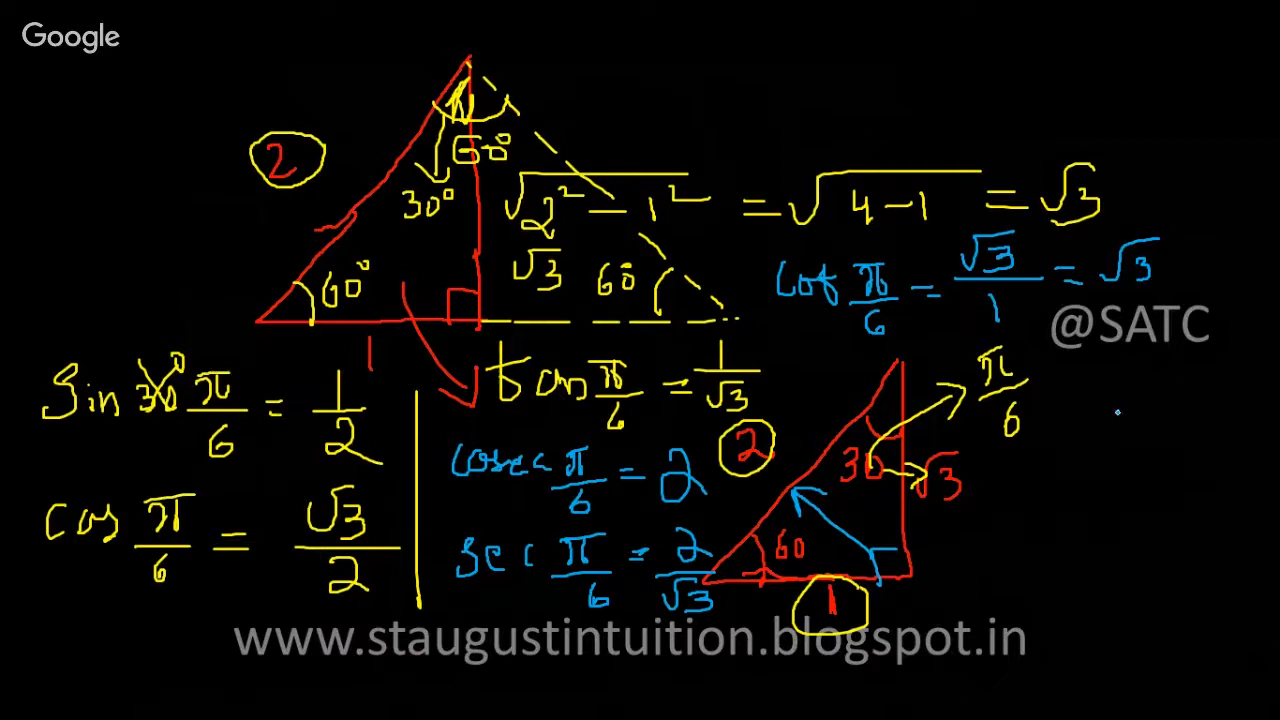 Google
2
60°
30°
√2² − 1² = √4−1 = √3
√3
60°
60°
1
cot π/6 = √3/1 = √3
@SATC
sin 30° π/6 = 1/2
tan π/6 = 1/√3
π/6
2
30
√3
cosec π/6 = 2
cos π/6 = √3/2
60
sec π/6 = 2/√3
1
www.staugustintuition.blogspot.in